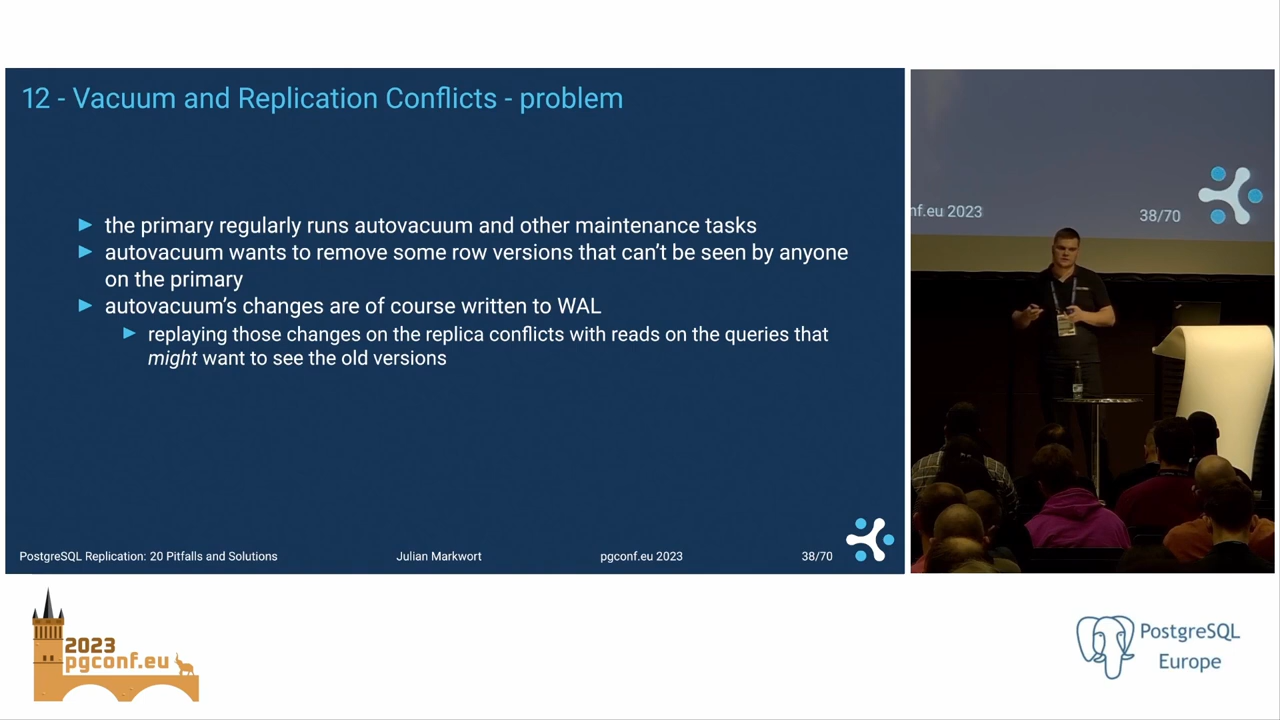 12 - Vacuum and Replication Conflicts - problem
the primary regularly runs autovacuum and other maintenance tasks
autovacuum wants to remove some row versions that can't be seen by anyone
on the primary
autovacuum's changes are of course written to WAL
replaying those changes on the replica conflicts with reads on the queries that
might want to see the old versions
PostgreSQL Replication: 20 Pitfalls and Solutions
Julian Markwort
pgconf.eu 2023
38/70
nf.eu 2023
38/70
2023
pgconf.eu
PostgreSQL
Europe